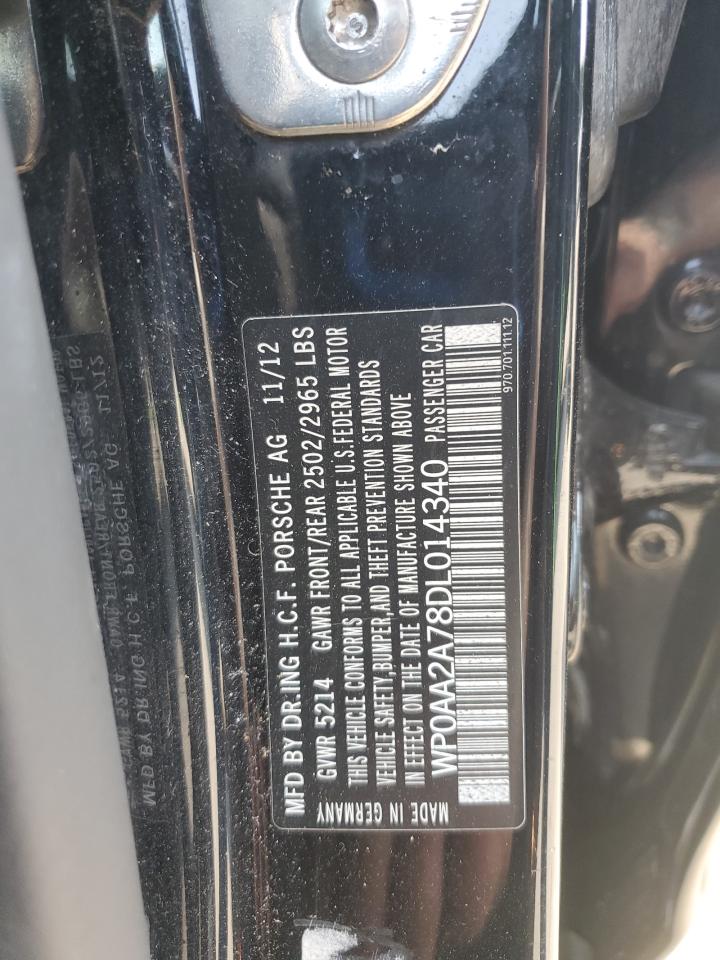 MFD BY DR.ING H.C.F. PORSCHE AG 11/12
GVWR 5214 GAWR FRONT/REAR 2502/2965 LBS
THIS VEHICLE CONFORMS TO ALL APPLICABLE U.S.FEDERAL MOTOR
VEHICLE SAFETY,BUMPER,AND THEFT PREVENTION STANDARDS
IN EFFECT ON THE DATE OF MANUFACTURE SHOWN ABOVE
WP0AA2A78DL014340 PASSENGER CAR
970.701.111.12
MADE IN GERMANY